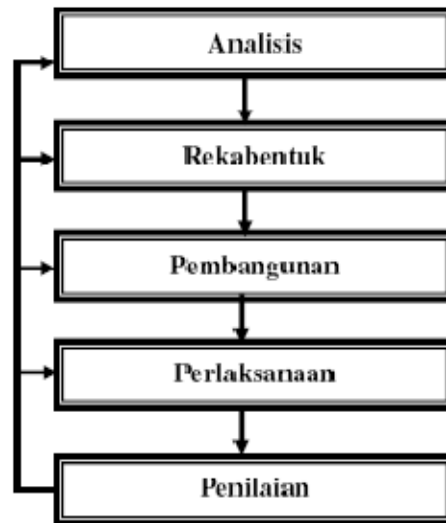 Analisis
Rekabentuk
Pembangunan
Perlaksanaan
Penilaian